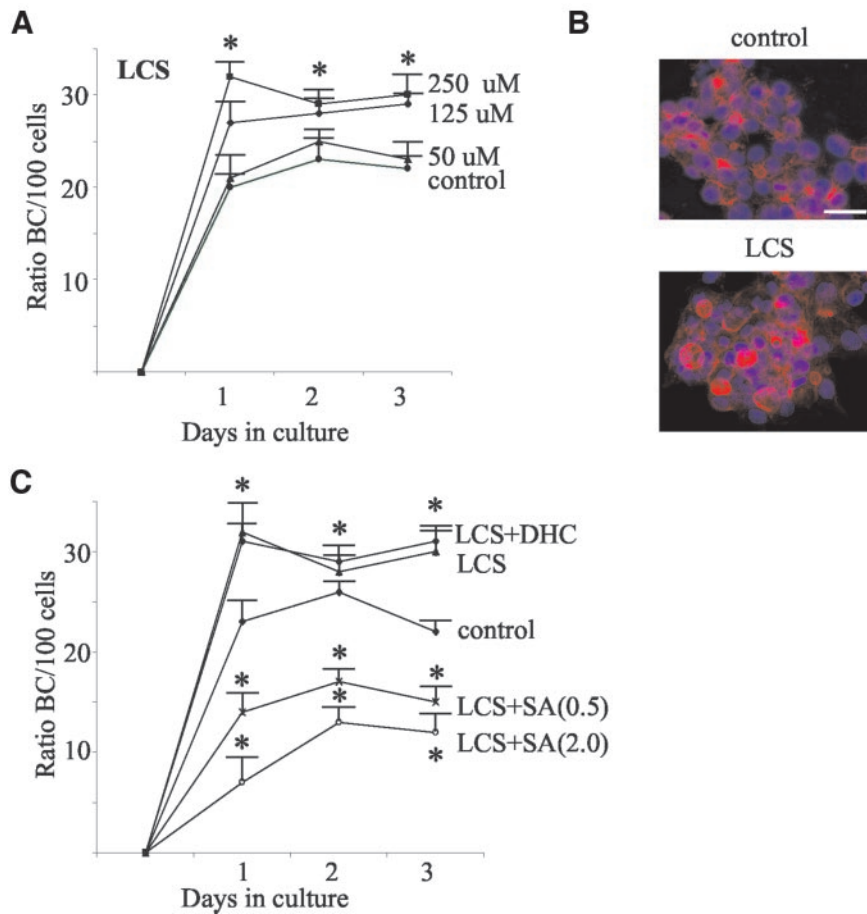 A
LCS
*
*
*
30
20
10
Ratio BC/100 cells
250 uM
125 uM
50 uM
control
1
2
3
Days in culture
B
control
LCS
C
*
*
*
30
20
10
Ratio BC/100 cells
LCS+DHC
LCS
control
*
*
*
LCS+SA(0.5)
*
*
*
LCS+SA(2.0)
1
2
3
Days in culture